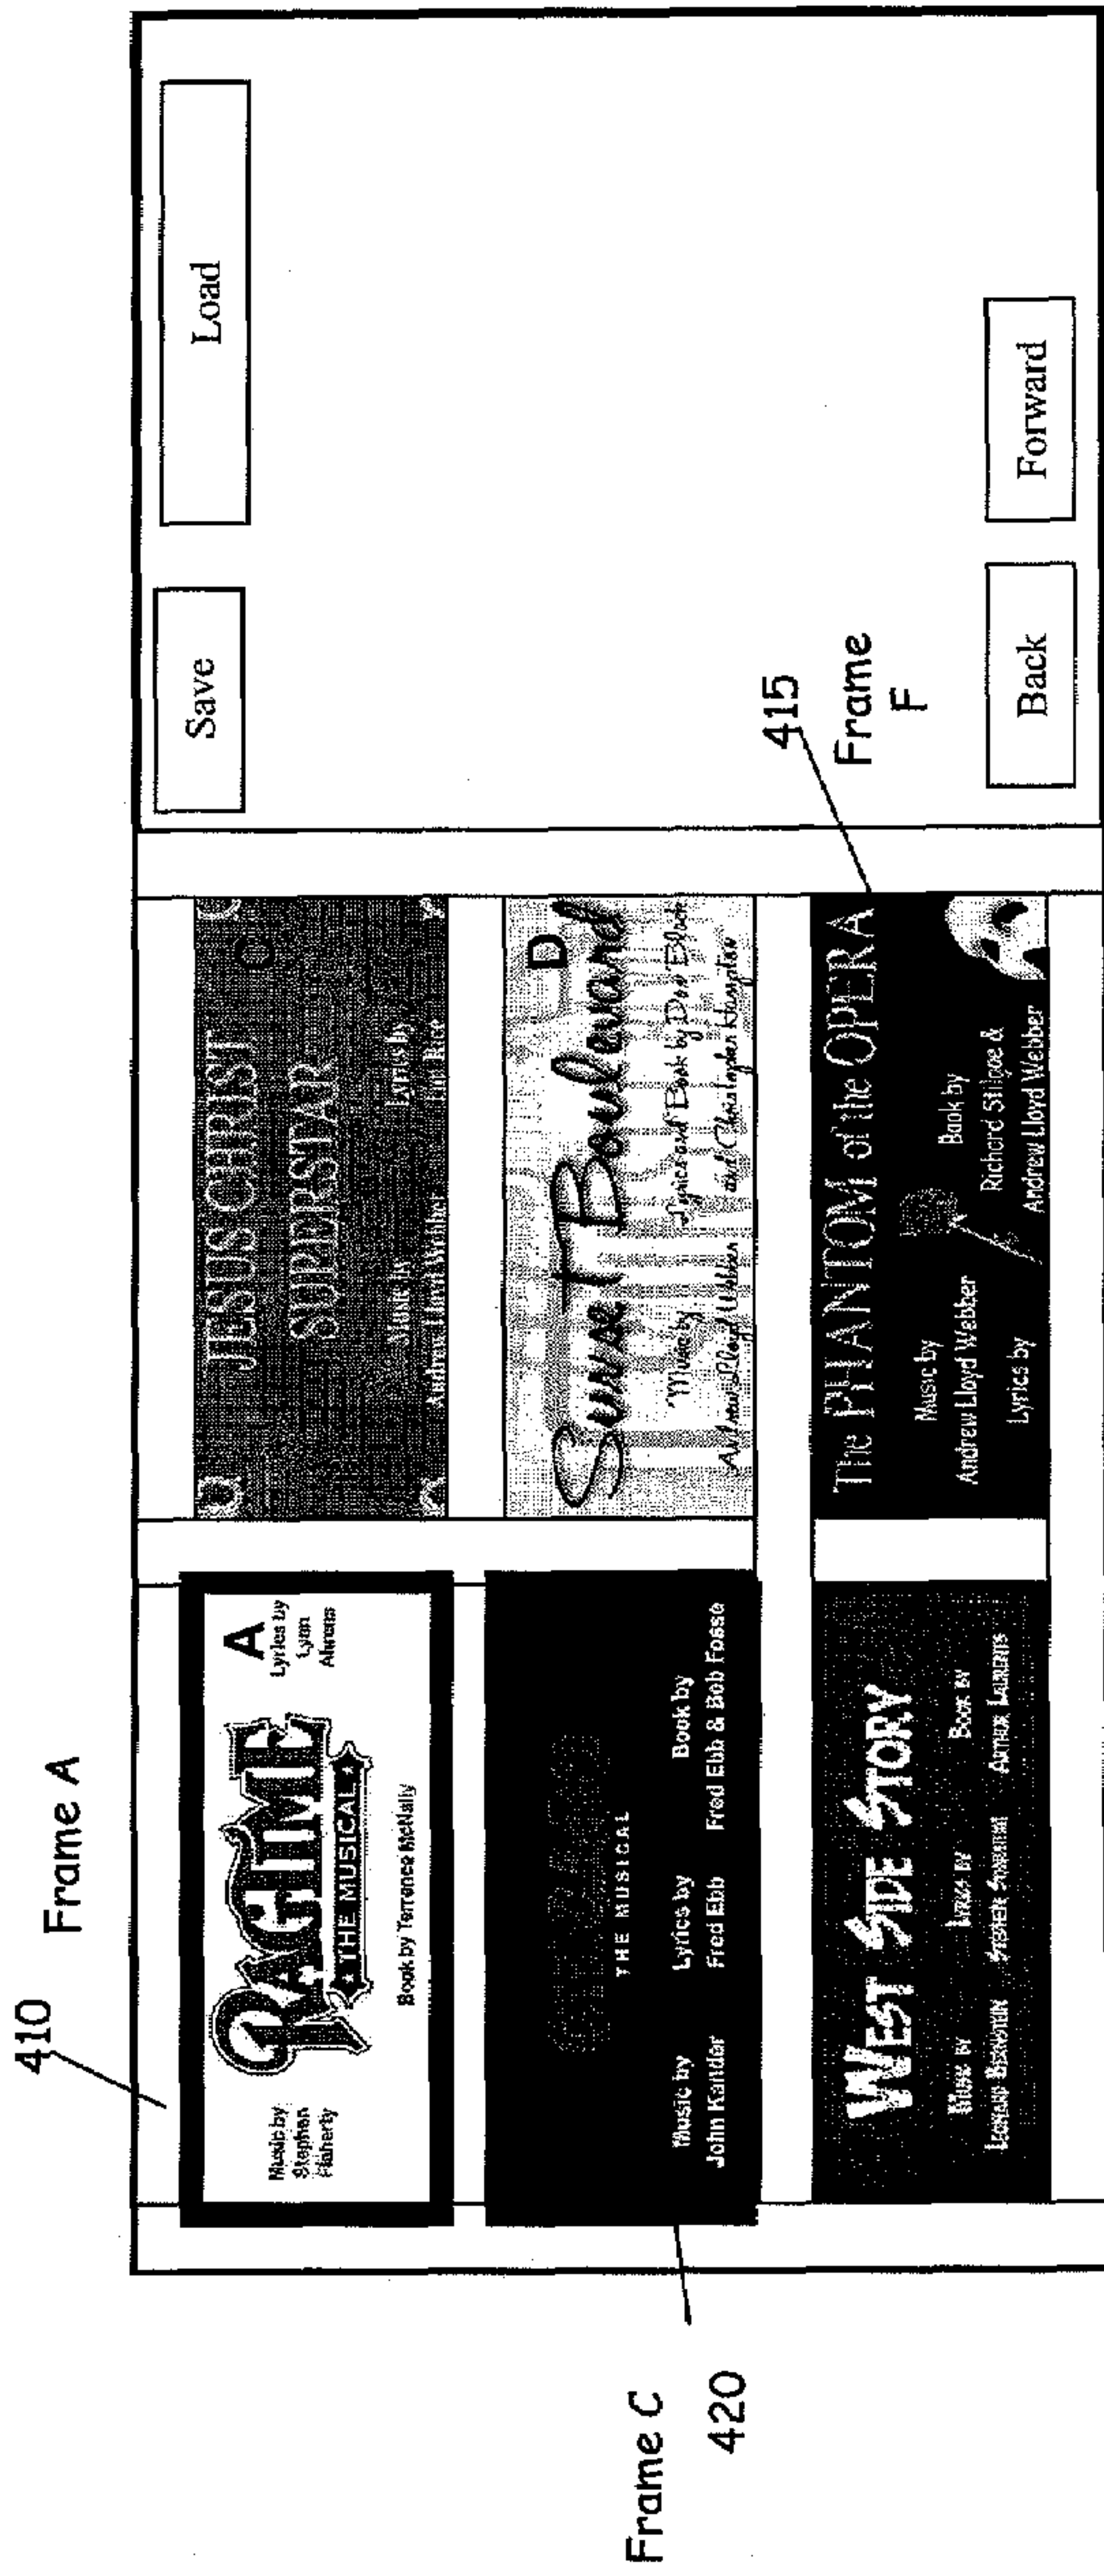 410
Frame A
Music by
Stephen
Flaherty
RAGTIME
THE MUSICAL
Book by Terrence McNally
A
Lyrics by
Lynn
Ahrens
JESUS CHRIST
SUPERSTAR
C
Music by
Andrew Lloyd Webber
Lyrics by
Tim Rice
Save
Load
Frame C
420
THE MUSICAL
Music by
John Kander
Lyrics by
Fred Ebb
Book by
Fred Ebb & Bob Fosse
Sunset Boulevard
D
Music by
Andrew Lloyd Webber
Lyrics and Book by Don Black
and Christopher Hampton
415
Frame
F
WEST SIDE STORY
MUSIC BY
LEONARD BERNSTEIN
LYRICS BY
STEPHEN SONDHEIM
BOOK BY
ARTHUR LAURENTS
The PHANTOM of the OPERA
Music by
Andrew Lloyd Webber
Lyrics by
Book by
Richard Stilgoe &
Andrew Lloyd Webber
Back
Forward